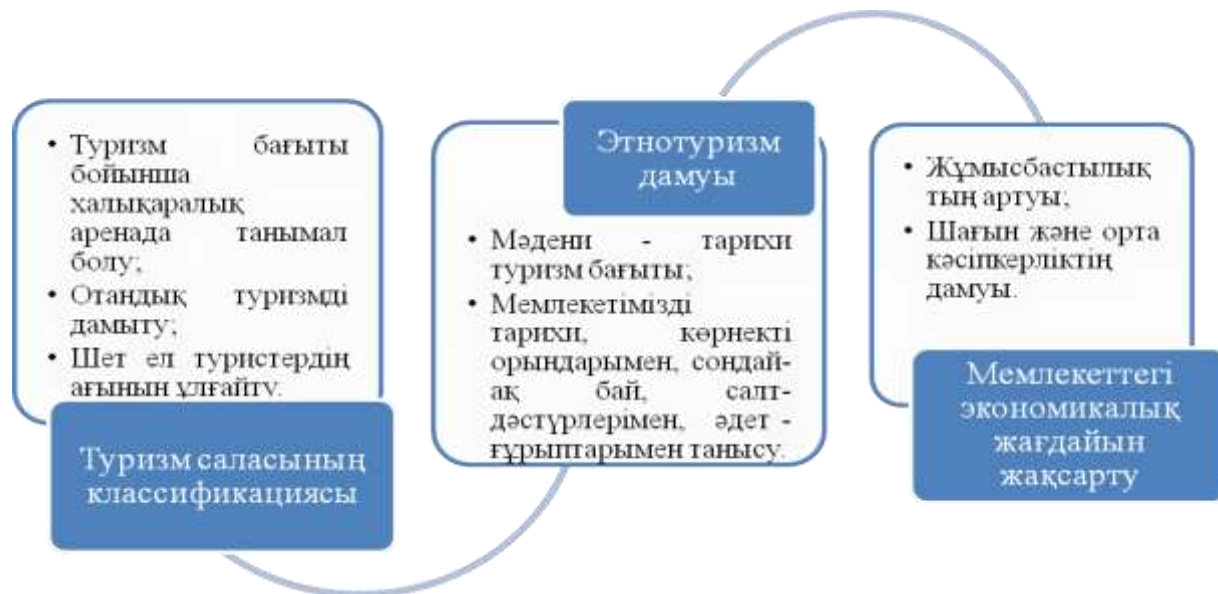 • Туризм бағыты
бойынша
халықаралық
аренада танымал
болу;
• Отандық туризмді
дамыту;
• Шет ел туристердің
ағынын ұлғайту.
Туризм саласының
классификациясы
Этнотуризм
дамуы
• Мәдени - тарихи
туризм бағыты;
• Мемлекетімізді
тарихи, көрнекті
орындарымен, сондай-
ақ бай, салт-
дәстүрлерімен, әдет -
ғұрыптарымен танысу.
• Жұмысбастылық
тың артуы;
• Шағын және орта
кәсіпкерліктің
дамуы.
Мемлекеттегі
экономикалық
жағдайын
жақсарту